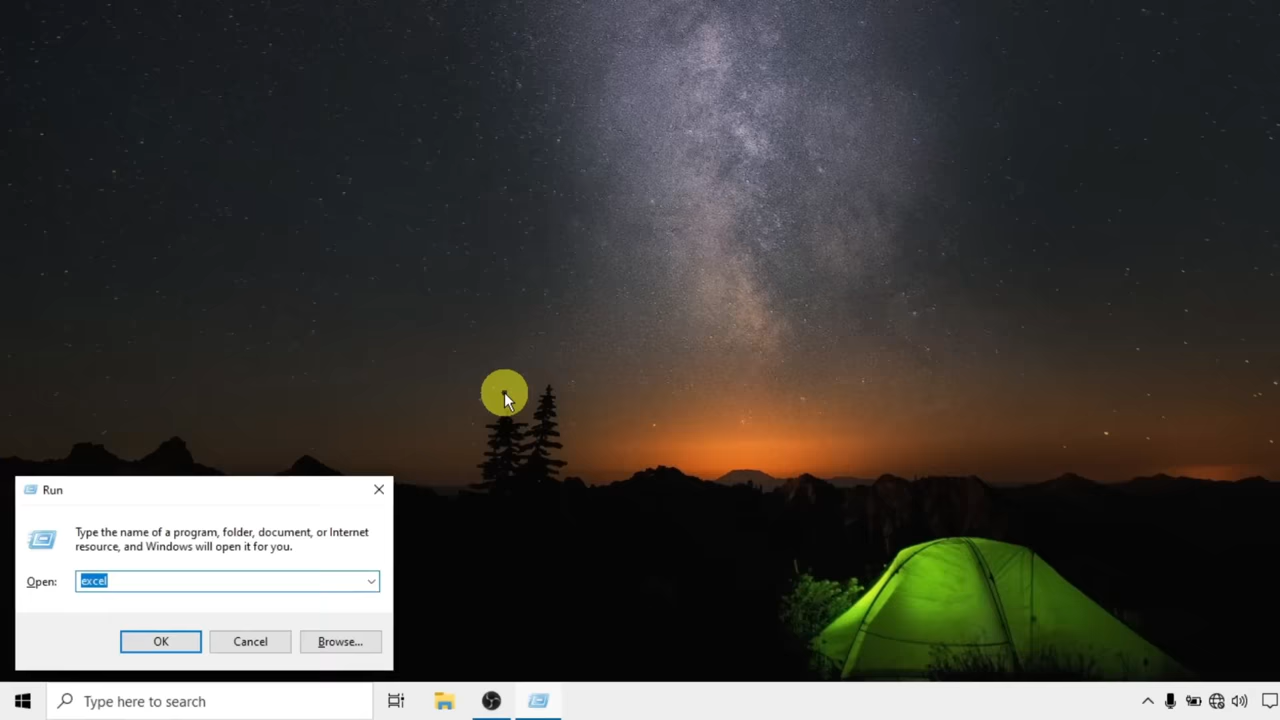 Run
Type the name of a program, folder, document, or Internet
resource, and Windows will open it for you.
Open: excel
OK Cancel Browse...
Type here to search